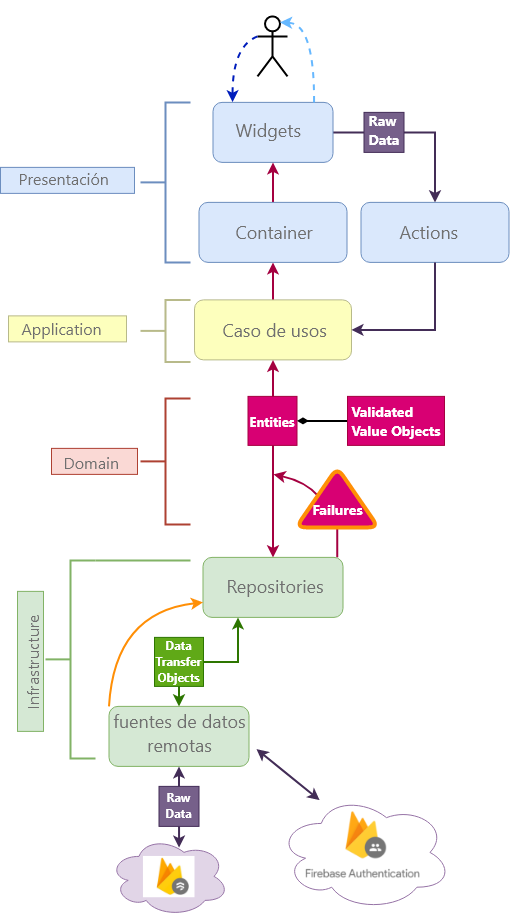 Widgets
Raw
Data
Presentación
Container
Actions
Application
Caso de usos
Entities
Validated
Value Objects
Domain
Failures
Repositories
Infrastructure
Data
Transfer
Objects
fuentes de datos
remotas
Raw
Data
Firebase Authentication